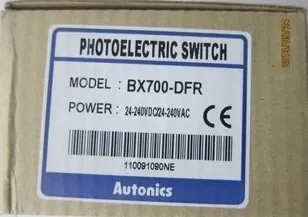 PHOTOELECTRIC SWITCH
MODEL : BX700-DFR
POWER : 24-240VDC/24-240VAC
CE
110091090NE
Autonics